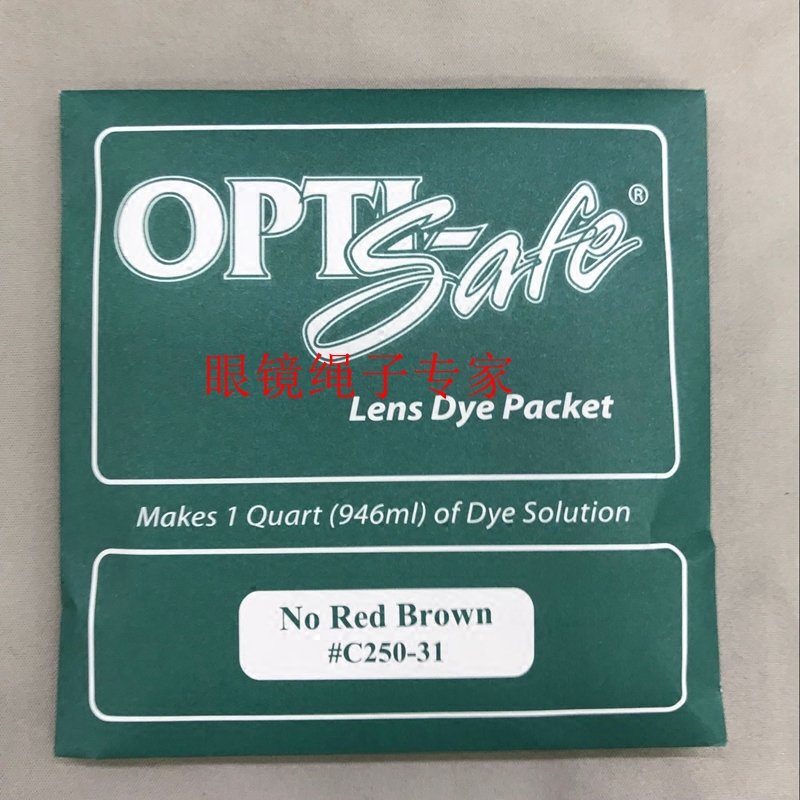 OPTI-Safe®
眼镜绳子专家
Lens Dye Packet
Makes 1 Quart (946ml) of Dye Solution
No Red Brown
#C250-31